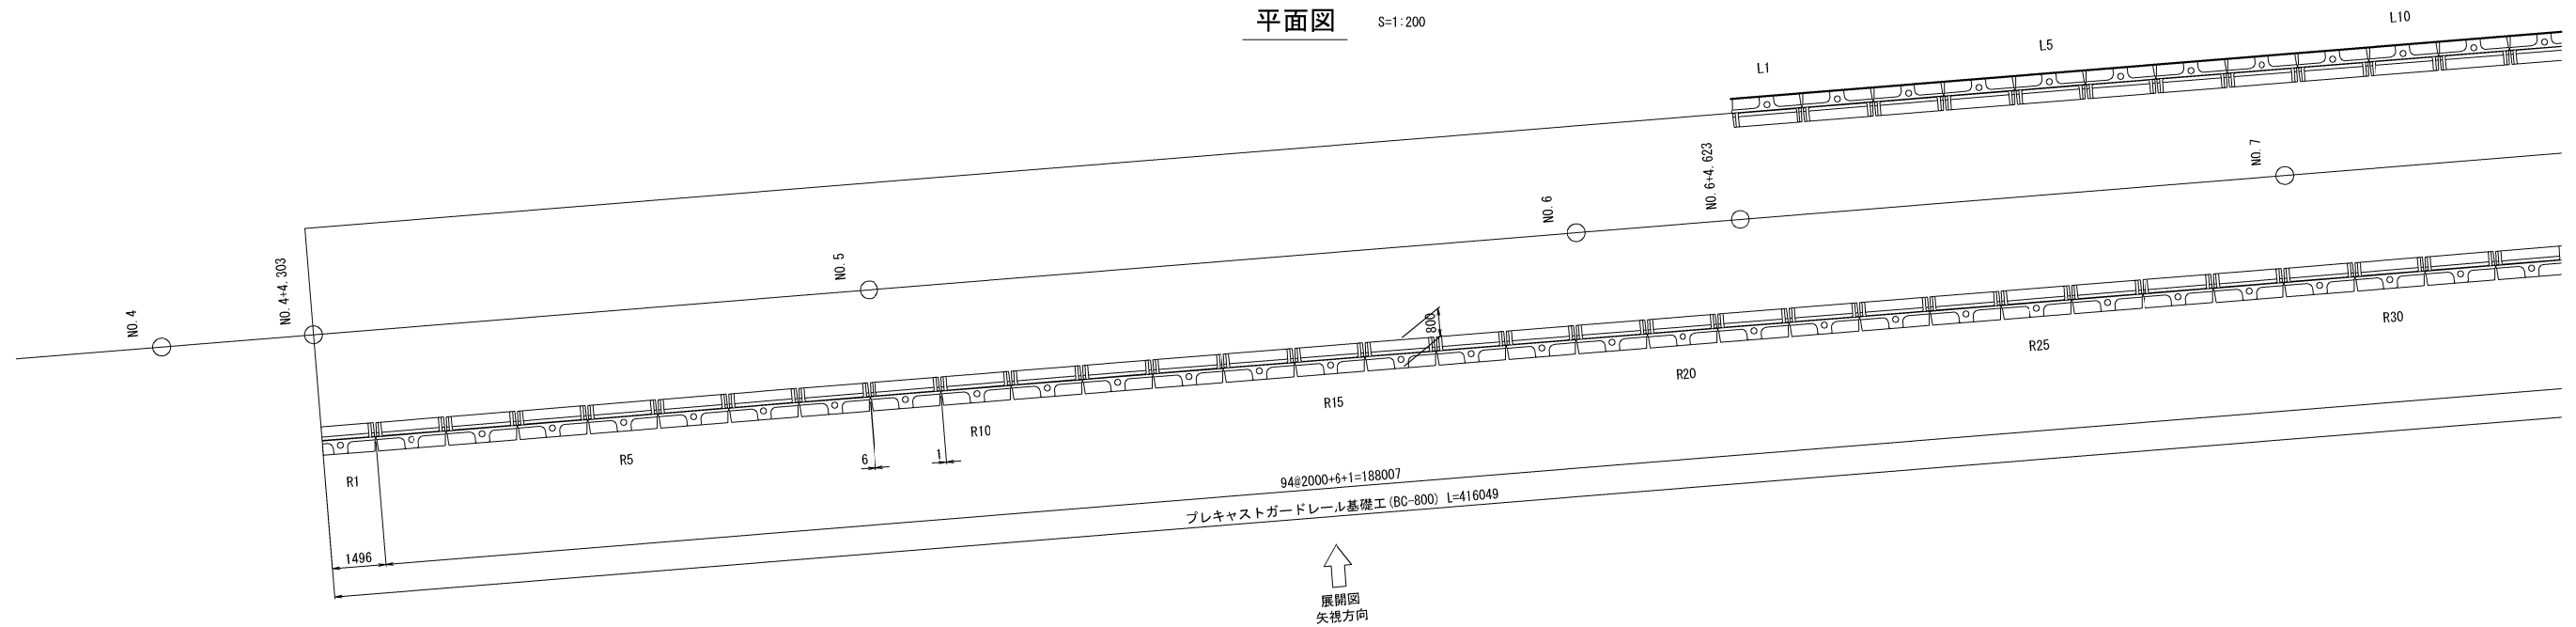 平面図 S=1:200
L1
L5
L10
NO.4
NO.4+4.303
NO.5
NO.6
NO.6+4.623
NO.7
800
R1
R5
R10
R15
R20
R25
R30
6
1
1496
94@2000+6+1=188007
プレキャストガードレール基礎工(BC-800) L=416049
展開図
矢視方向